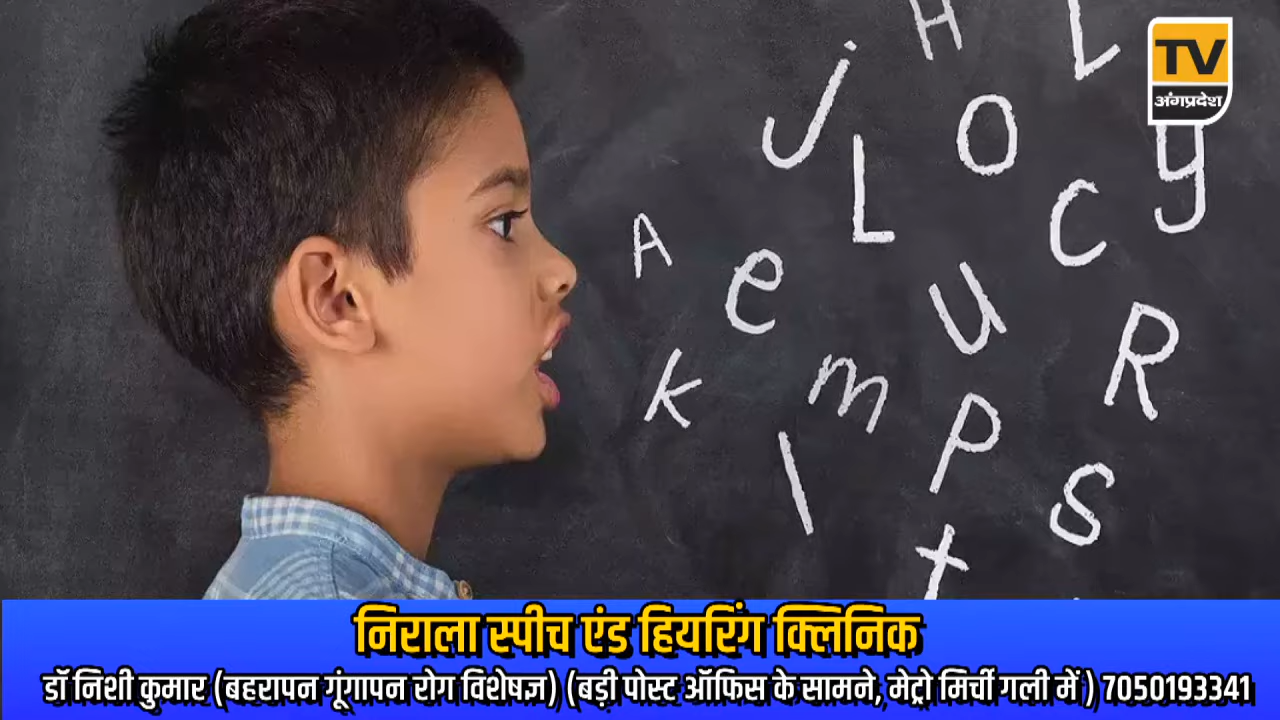 H L
TV
अंगप्रदेश
J O y
L C
A e u
R
K m
P
l S
t
निराला स्पीच एंड हियरिंग क्लिनिक
डॉ निशी कुमार (बहरापन गूंगापन रोग विशेषज्ञ) (बड़ी पोस्ट ऑफिस के सामने, मेट्रो मिर्ची गली में ) 7050193341